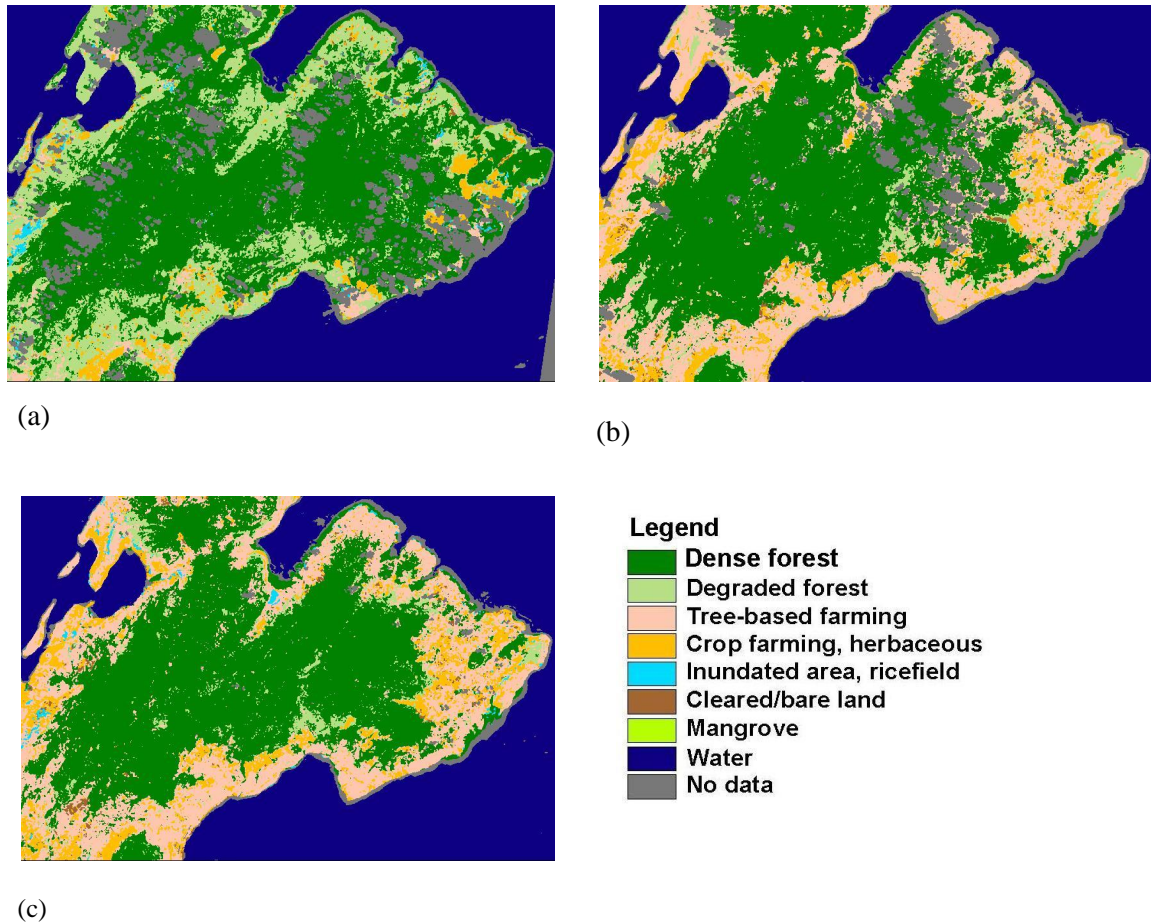 (a)
(b)
Legend
Dense forest
Degraded forest
Tree-based farming
Crop farming, herbaceous
Inundated area, ricefield
Cleared/bare land
Mangrove
Water
No data
(c)